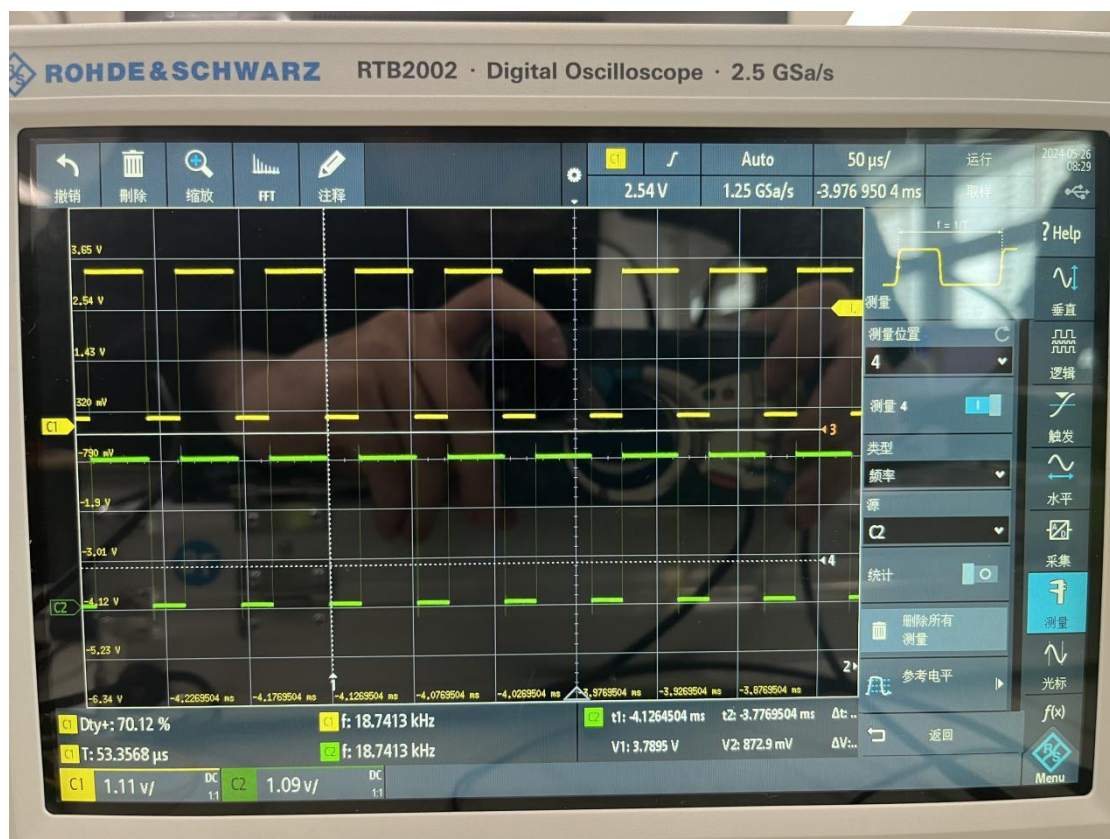 ROHDE&SCHWARZ RTB2002 · Digital Oscilloscope · 2.5 GSa/s
撤销 删除 缩放 FFT 注释
C1 Auto 50 µs/ 运行
2.54 V 1.25 GSa/s -3.976 950 4 ms 取样
2024-05-26
08:29
f = 1/T
? Help
3.65 V
2.54 V
1.43 V
320 mV
-790 mV
-1.9 V
-3.01 V
-4.12 V
-5.23 V
-6.34 V
C1
C2
3
4
2
1
-4.2269504 ms -4.1769504 ms -4.1269504 ms -4.0769504 ms -4.0269504 ms -3.9769504 ms -3.9269504 ms -3.8769504 ms
测量
测量位置
4
测量 4
类型
频率
源
C2
统计
删除所有
测量
参考电平
返回
垂直
逻辑
触发
水平
采集
测量
光标
f(x)
R&S
Menu
C1 Dty+: 70.12 % C1 f: 18.7413 kHz C2 t1: -4.1264504 ms t2: -3.7769504 ms Δt: ..
C1 T: 53.3568 µs C2 f: 18.7413 kHz V1: 3.7895 V V2: 872.9 mV ΔV:..
C1 1.11 V/ DC 1:1 C2 1.09 V/ DC 1:1